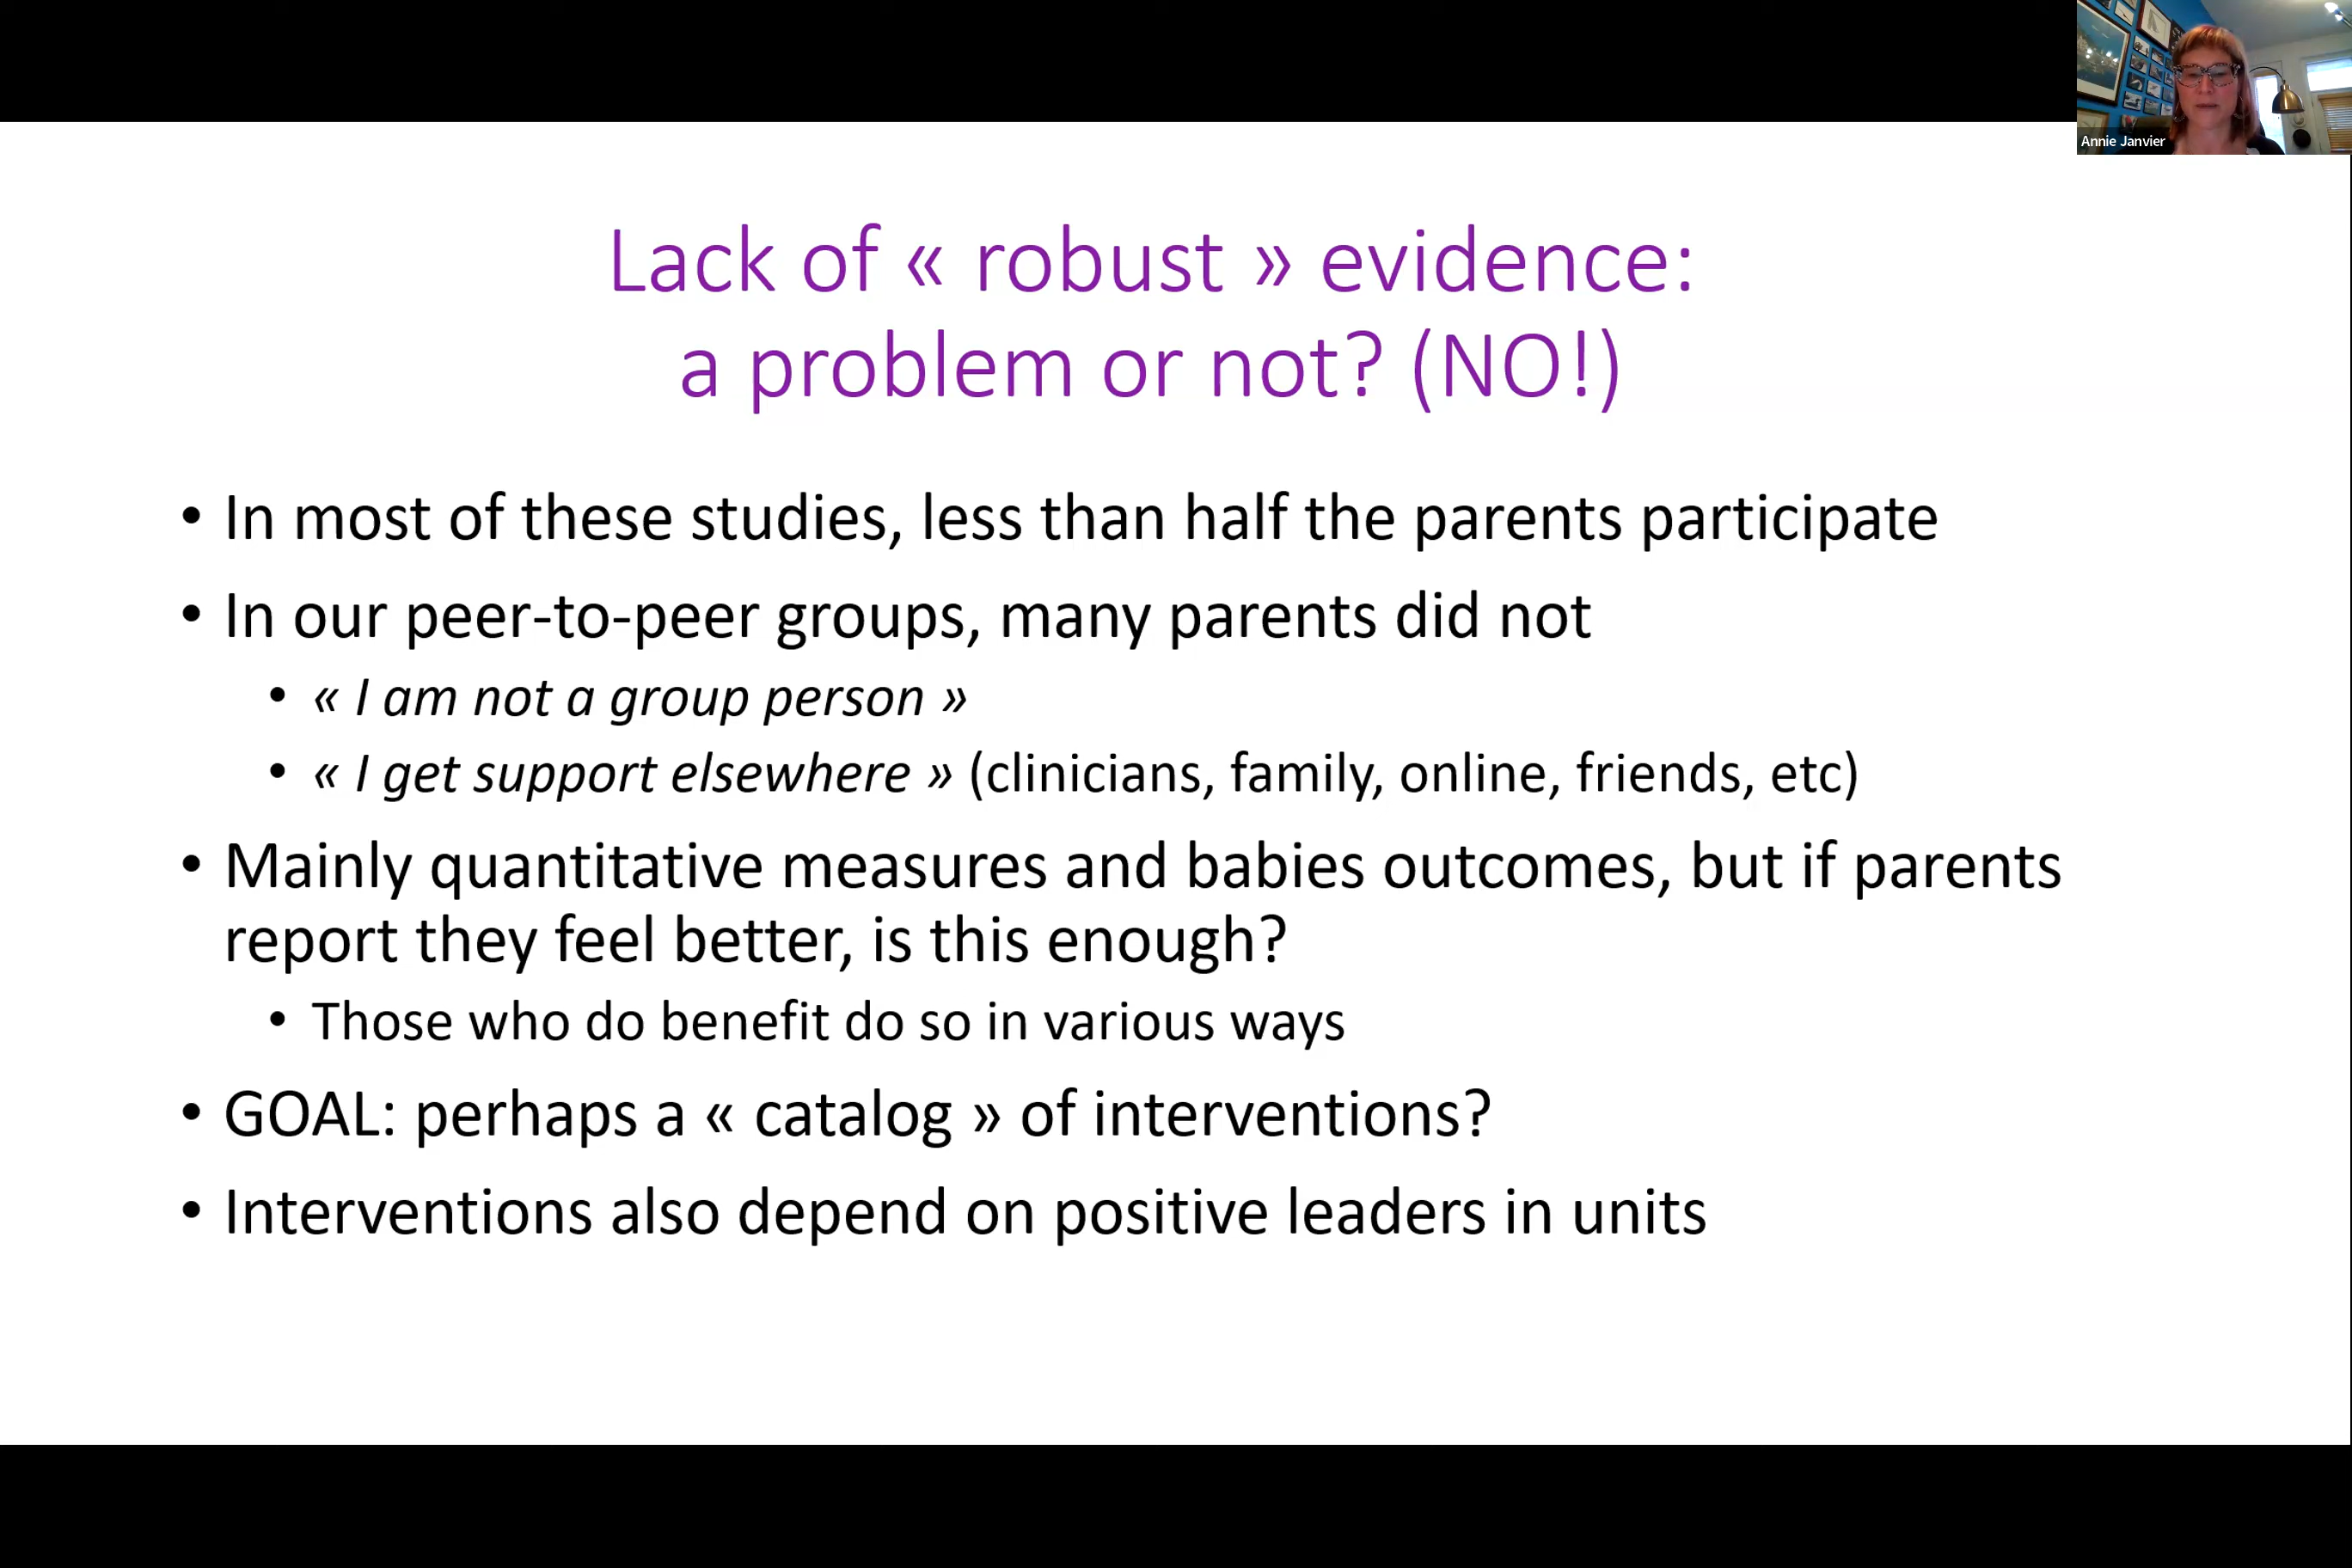 Annie Janvier
Lack of « robust » evidence:
a problem or not? (NO!)
• In most of these studies, less than half the parents participate
• In our peer-to-peer groups, many parents did not
• « I am not a group person »
• « I get support elsewhere » (clinicians, family, online, friends, etc)
• Mainly quantitative measures and babies outcomes, but if parents
report they feel better, is this enough?
• Those who do benefit do so in various ways
• GOAL: perhaps a « catalog » of interventions?
• Interventions also depend on positive leaders in units